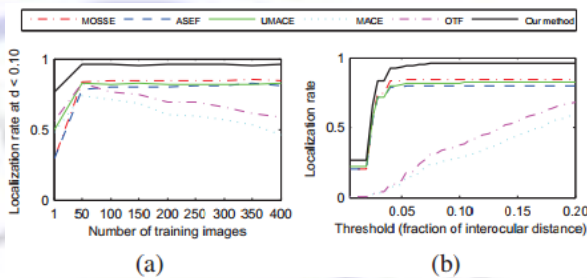 MOSSE ASEF UMACE MACE OTF Our method
Localization rate at d < 0.10
1
0.5
0
1 50 100 150 200 250 300 350 400
Number of training images
(a)
Localization rate
1
0.5
0
0.05 0.10 0.15 0.20
Threshold (fraction of interocular distance)
(b)